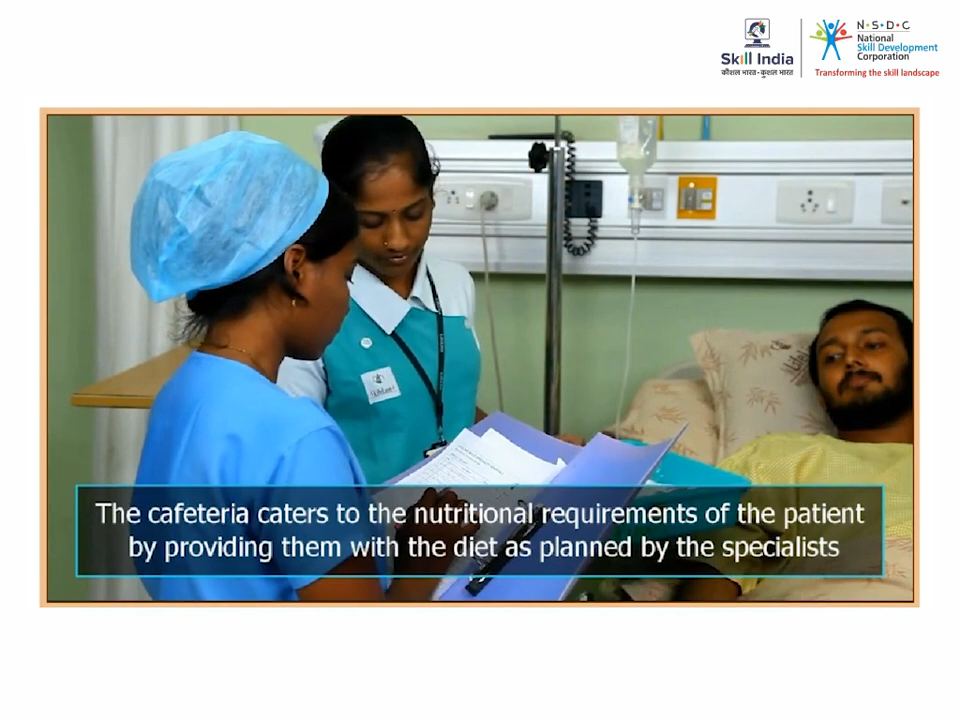 Skill India
कौशल भारत - कुशल भारत
N·S·D·C
National
Skill Development
Corporation
Transforming the skill landscape
The cafeteria caters to the nutritional requirements of the patient
by providing them with the diet as planned by the specialists